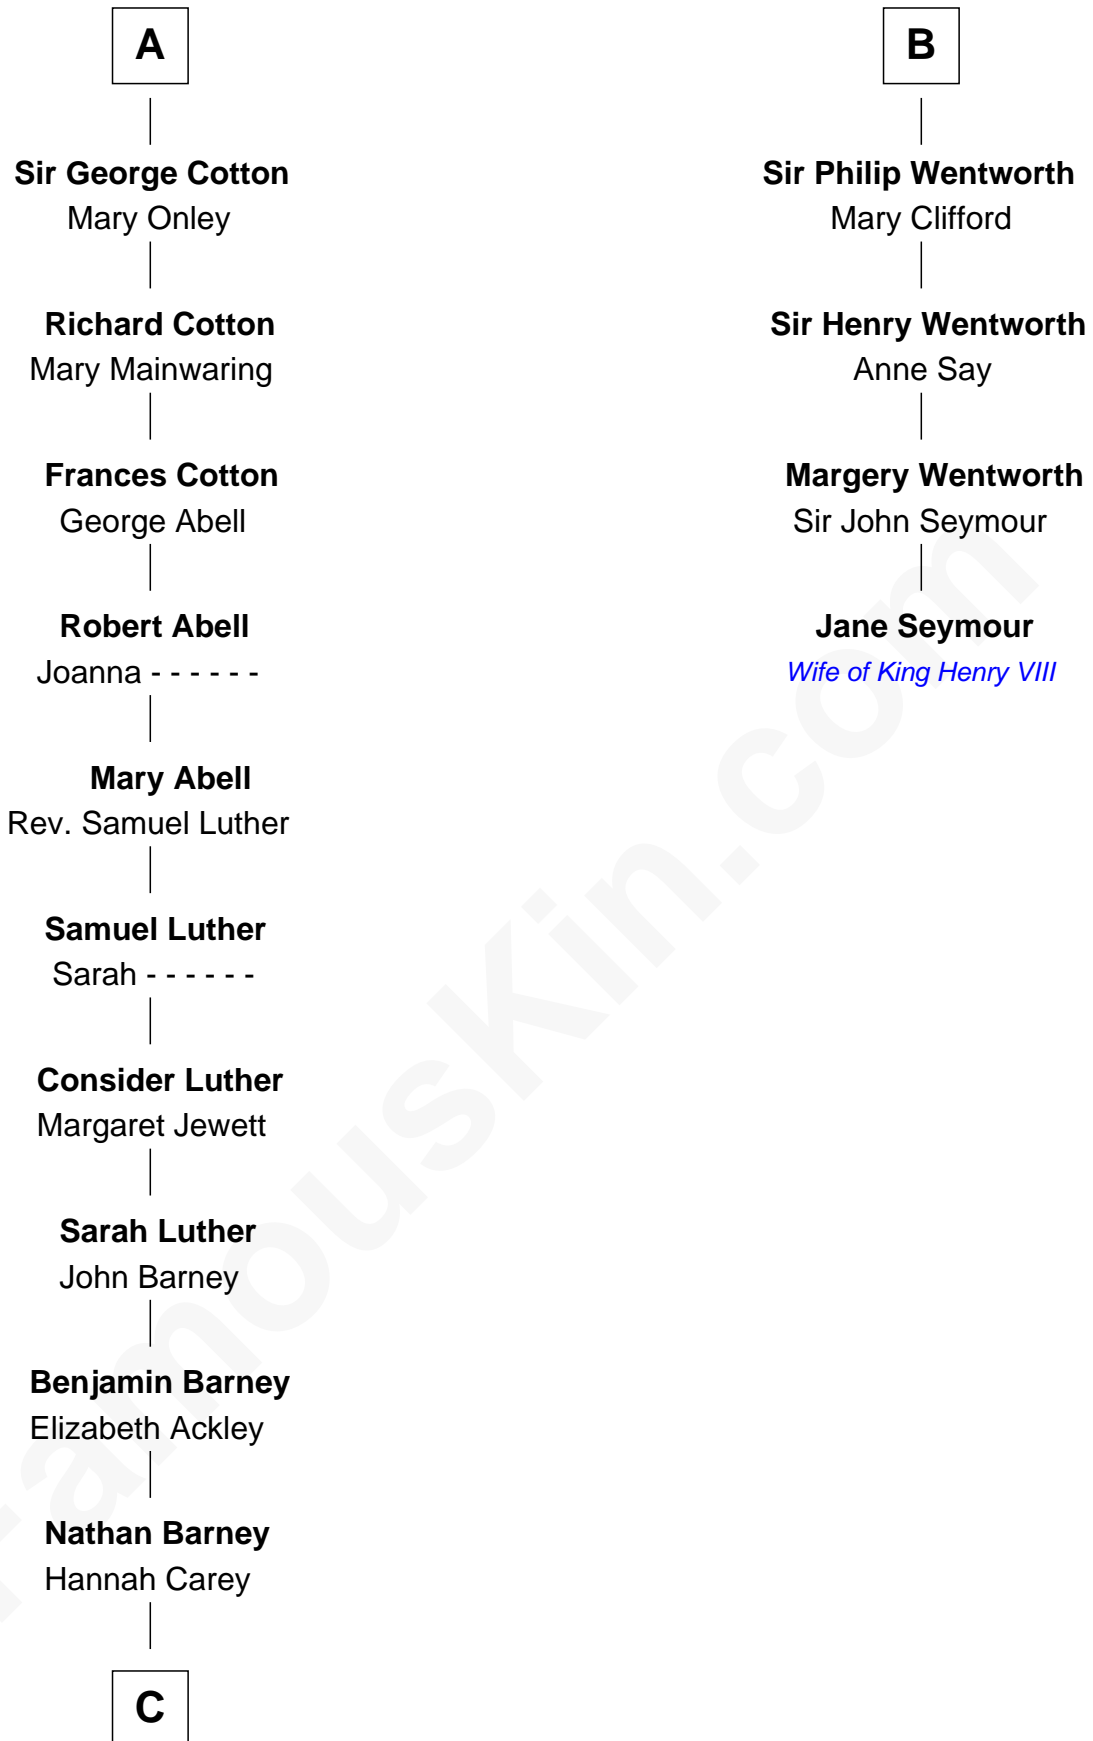 A
Sir George Cotton
Mary Onley
Richard Cotton
Mary Mainwaring
Frances Cotton
George Abell
Robert Abell
Joanna - - - - - -
Mary Abell
Rev. Samuel Luther
Samuel Luther
Sarah - - - - - -
Consider Luther
Margaret Jewett
Sarah Luther
John Barney
Benjamin Barney
Elizabeth Ackley
Nathan Barney
Hannah Carey
C
B
Sir Philip Wentworth
Mary Clifford
Sir Henry Wentworth
Anne Say
Margery Wentworth
Sir John Seymour
Jane Seymour
Wife of King Henry VIII
FamousKin.com